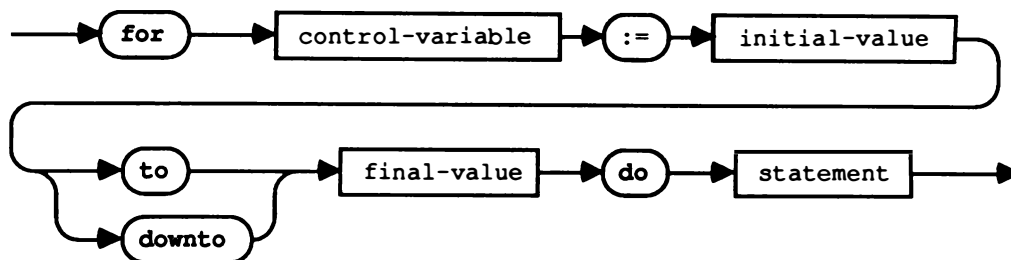 for control-variable := initial-value
to final-value do statement
downto